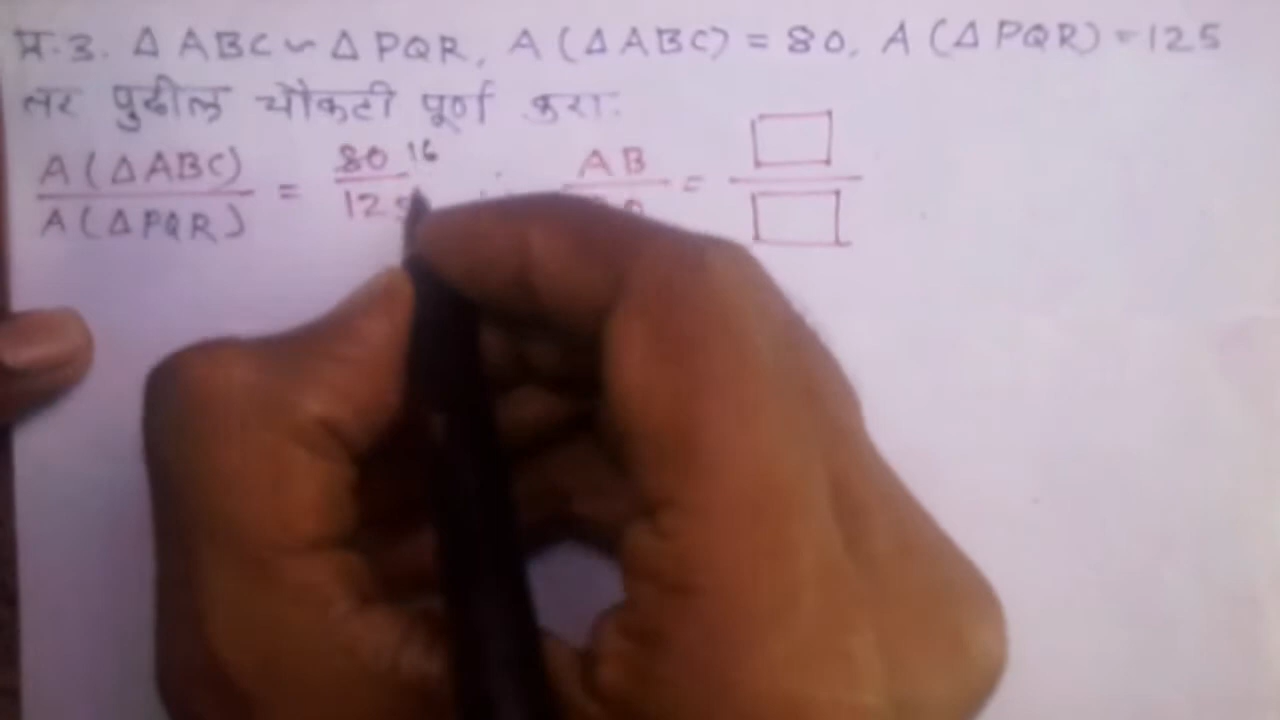 प्र.3. Δ ABC ~ Δ PQR, A (Δ ABC) = 80, A (Δ PQR) = 125
तर पुढील चौकटी पूर्ण करा.
A (Δ ABC) / A (Δ PQR) = 80 / 125 16 ∴ AB / = □ / □